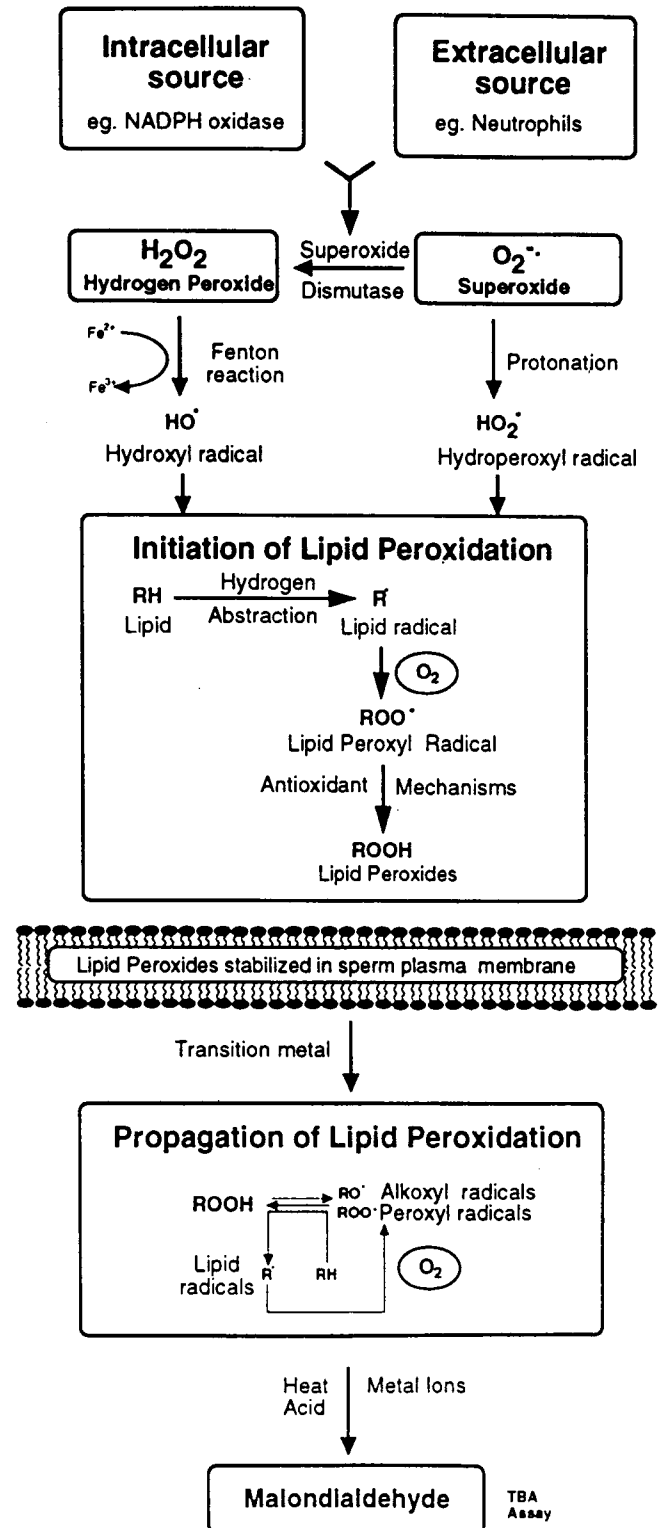 Intracellular
source
eg. NADPH oxidase
Extracellular
source
eg. Neutrophils
H₂O₂
Hydrogen Peroxide
Superoxide
Dismutase
O₂⁻·
Superoxide
Fe²⁺
Fe³⁺
Fenton
reaction
Protonation
HO•
Hydroxyl radical
HO₂•
Hydroperoxyl radical
Initiation of Lipid Peroxidation
RH
Lipid
Hydrogen
Abstraction
R•
Lipid radical
O₂
ROO•
Lipid Peroxyl Radical
Antioxidant Mechanisms
ROOH
Lipid Peroxides
Lipid Peroxides stabilized in sperm plasma membrane
Transition metal
Propagation of Lipid Peroxidation
ROOH
RO• Alkoxyl radicals
ROO• Peroxyl radicals
Lipid
radicals
R•
RH
O₂
Heat
Acid
Metal Ions
Malondialdehyde
TBA
Assay